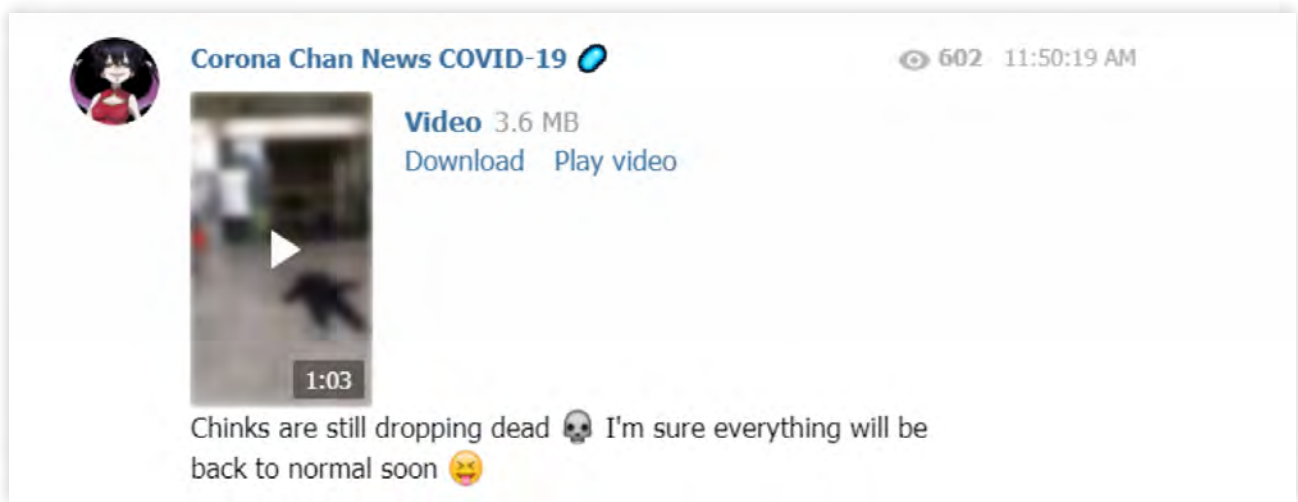 Corona Chan News COVID-19
602 11:50:19 AM
Video 3.6 MB
Download Play video
1:03
Chinks are still dropping dead 💀 I'm sure everything will be
back to normal soon 😝